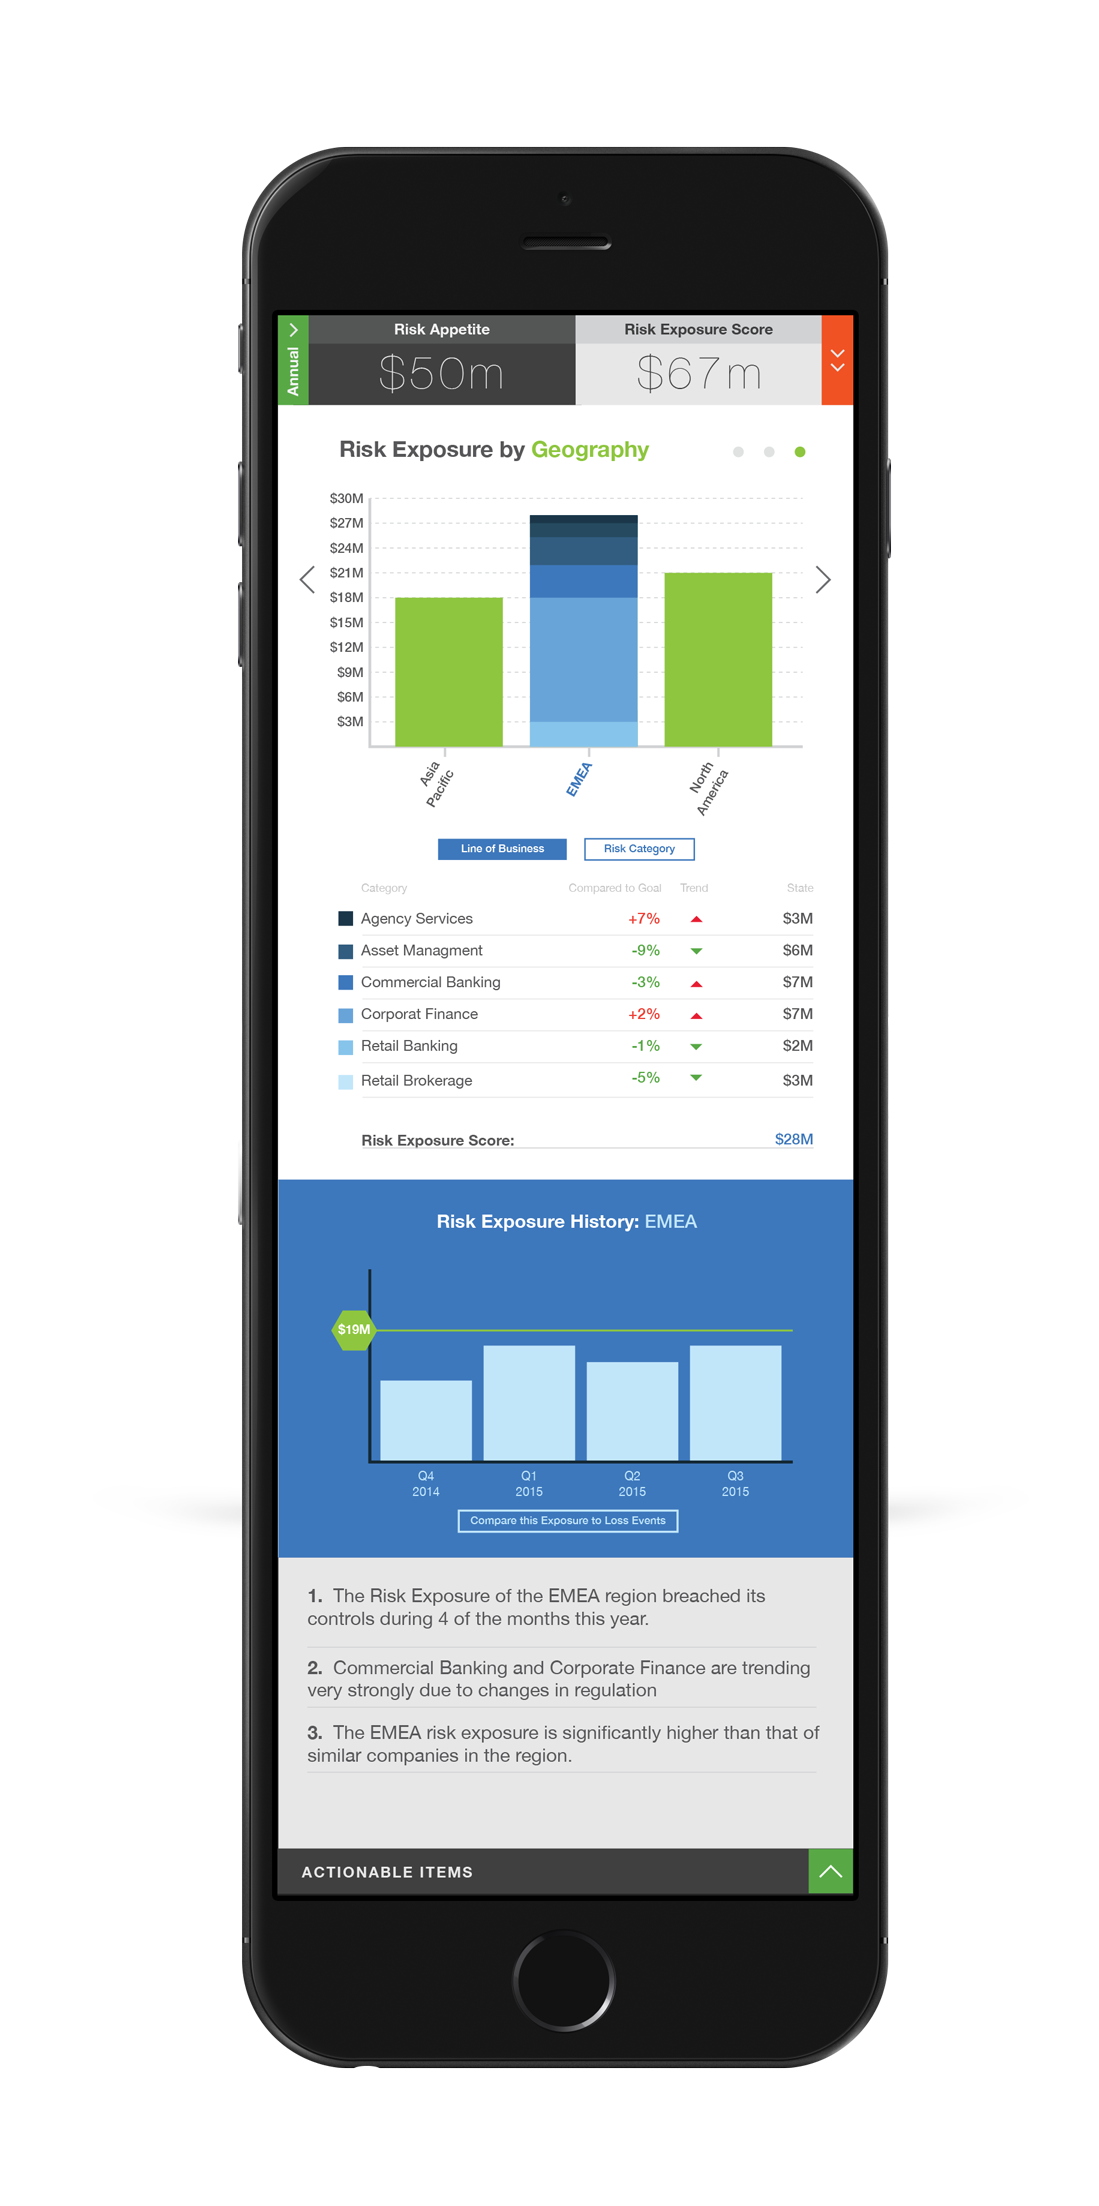 Annual
Risk Appetite
$50m
Risk Exposure Score
$67m
Risk Exposure by Geography
$30M
$27M
$24M
$21M
$18M
$15M
$12M
$9M
$6M
$3M
Asia
Pacific
EMEA
North
America
Line of Business
Risk Category
Category Compared to Goal Trend State
Agency Services +7% $3M
Asset Managment -9% $6M
Commercial Banking -3% $7M
Corporat Finance +2% $7M
Retail Banking -1% $2M
Retail Brokerage -5% $3M
Risk Exposure Score: $28M
Risk Exposure History: EMEA
$19M
Q4 Q1 Q2 Q3
2014 2015 2015 2015
Compare this Exposure to Loss Events
1. The Risk Exposure of the EMEA region breached its
controls during 4 of the months this year.
2. Commercial Banking and Corporate Finance are trending
very strongly due to changes in regulation
3. The EMEA risk exposure is significantly higher than that of
similar companies in the region.
ACTIONABLE ITEMS